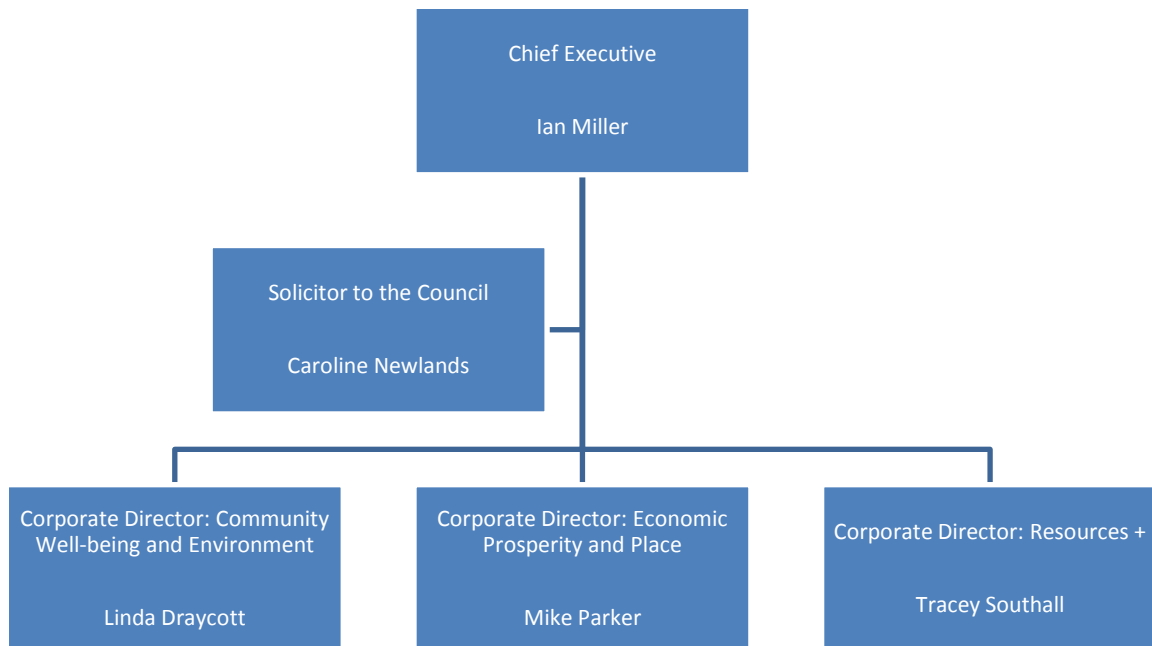 Chief Executive
Ian Miller
Solicitor to the Council
Caroline Newlands
Corporate Director: Community
Well-being and Environment
Linda Draycott
Corporate Director: Economic
Prosperity and Place
Mike Parker
Corporate Director: Resources +
Tracey Southall